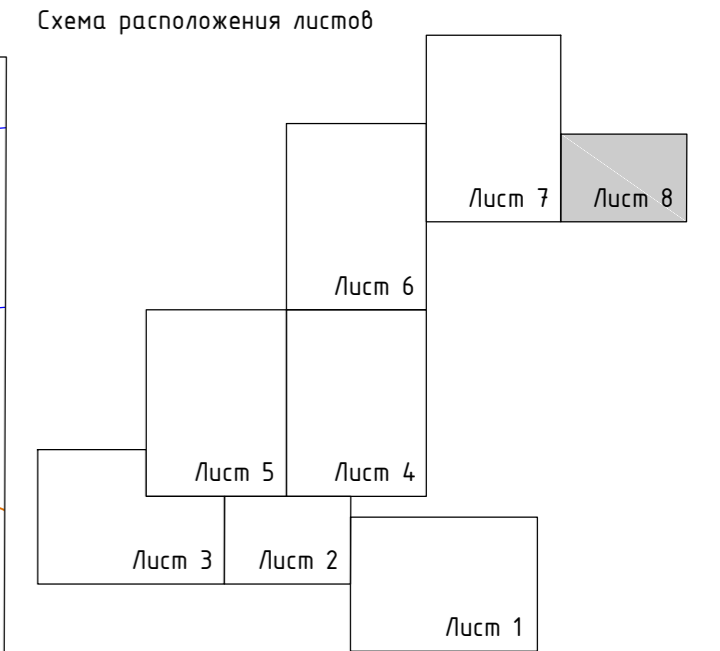 Схема расположения листов
Лист 7
Лист 8
Лист 6
Лист 5
Лист 4
Лист 3
Лист 2
Лист 1